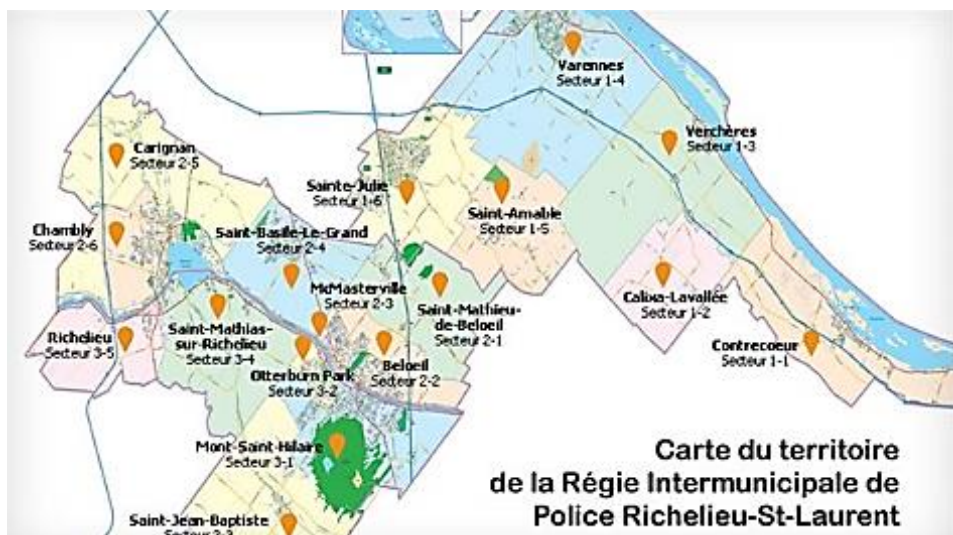 Varennes
Secteur 1-4
Verchères
Secteur 1-3
Carignan
Secteur 2-5
Sainte-Julie
Secteur 1-6
Saint-Amable
Secteur 1-5
Chambly
Secteur 2-6
Saint-Basile-Le-Grand
Secteur 2-4
McMasterville
Secteur 2-3
Calixa-Lavallée
Secteur 1-2
Saint-Mathieu-
de-Beloeil
Secteur 2-1
Richelieu
Secteur 3-5
Saint-Mathias-
sur-Richelieu
Secteur 3-4
Contrecoeur
Secteur 1-1
Beloeil
Secteur 2-2
Otterburn Park
Secteur 3-2
Mont-Saint-Hilaire
Secteur 3-1
Saint-Jean-Baptiste
Carte du territoire
de la Régie Intermunicipale de
Police Richelieu-St-Laurent